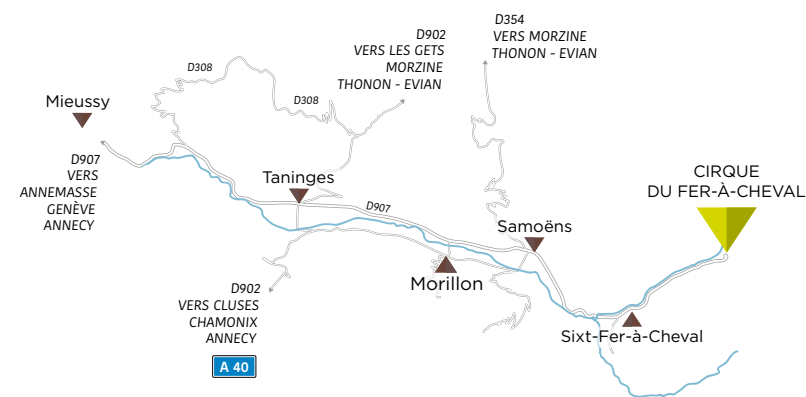 D354
VERS MORZINE
THONON - EVIAN
D902
VERS LES GETS
MORZINE
THONON - EVIAN
D308
D308
Mieussy
D907
VERS
ANNEMASSE
GENÈVE
ANNECY
Taninges
D907
CIRQUE
DU FER-À-CHEVAL
Samoëns
Morillon
D902
VERS CLUSES
CHAMONIX
ANNECY
A 40
Sixt-Fer-à-Cheval